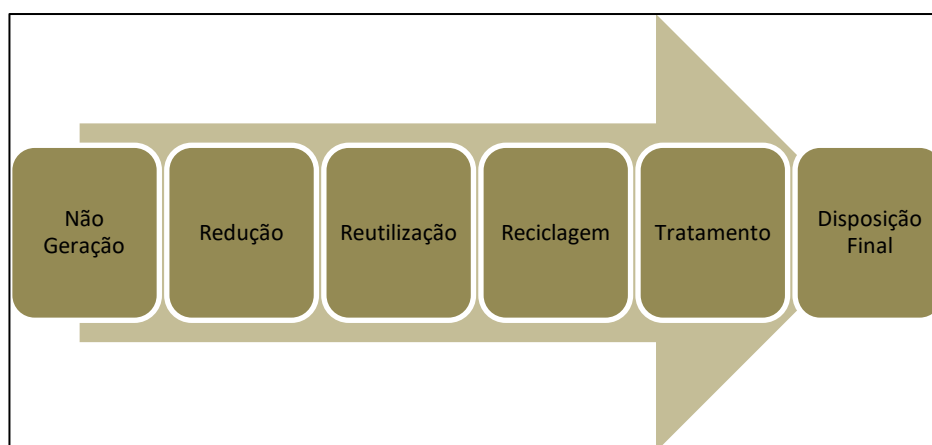 Não
Geração
Redução
Reutilização
Reciclagem
Tratamento
Disposição
Final